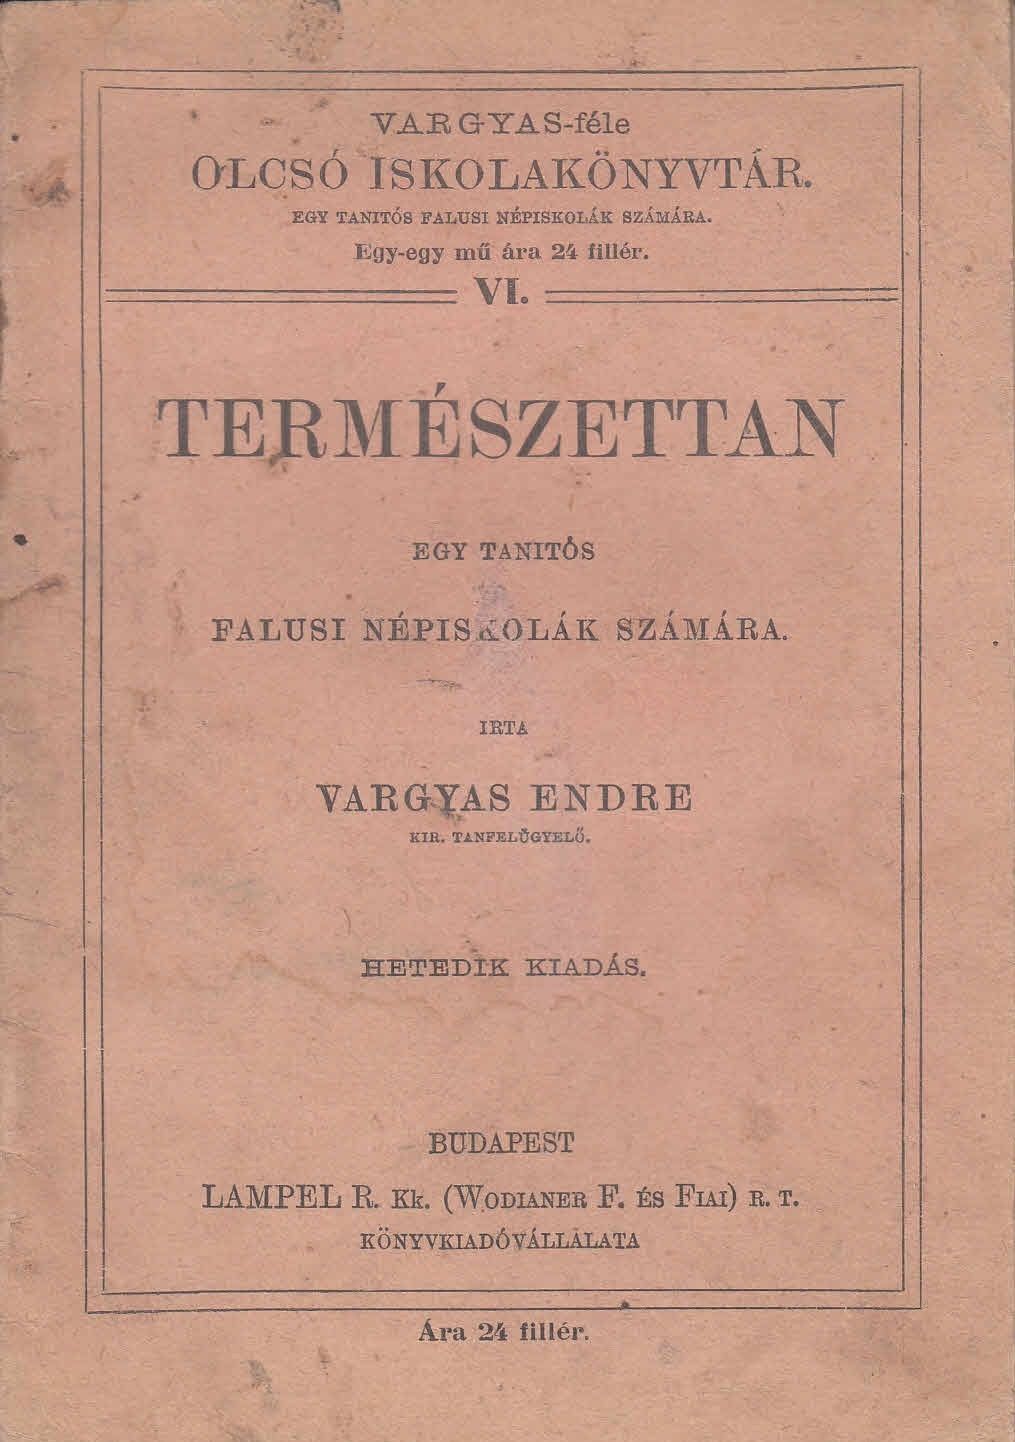 VARGYAS-féle
OLCSÓ ISKOLAKÖNYVTÁR.
EGY TANITÓS FALUSI NÉPISKOLÁK SZÁMÁRA.
Egy-egy mű ára 24 fillér.
VI.
TERMÉSZETTAN
EGY TANITÓS
FALUSI NÉPISKOLÁK SZÁMÁRA.
IRTA
VARGYAS ENDRE
KIR. TANFELÜGYELŐ.
HETEDIK KIADÁS.
BUDAPEST
LAMPEL R. Kk. (WODIANER F. ÉS FIAI) R. T.
KÖNYVKIADÓVÁLLALATA
Ára 24 fillér.